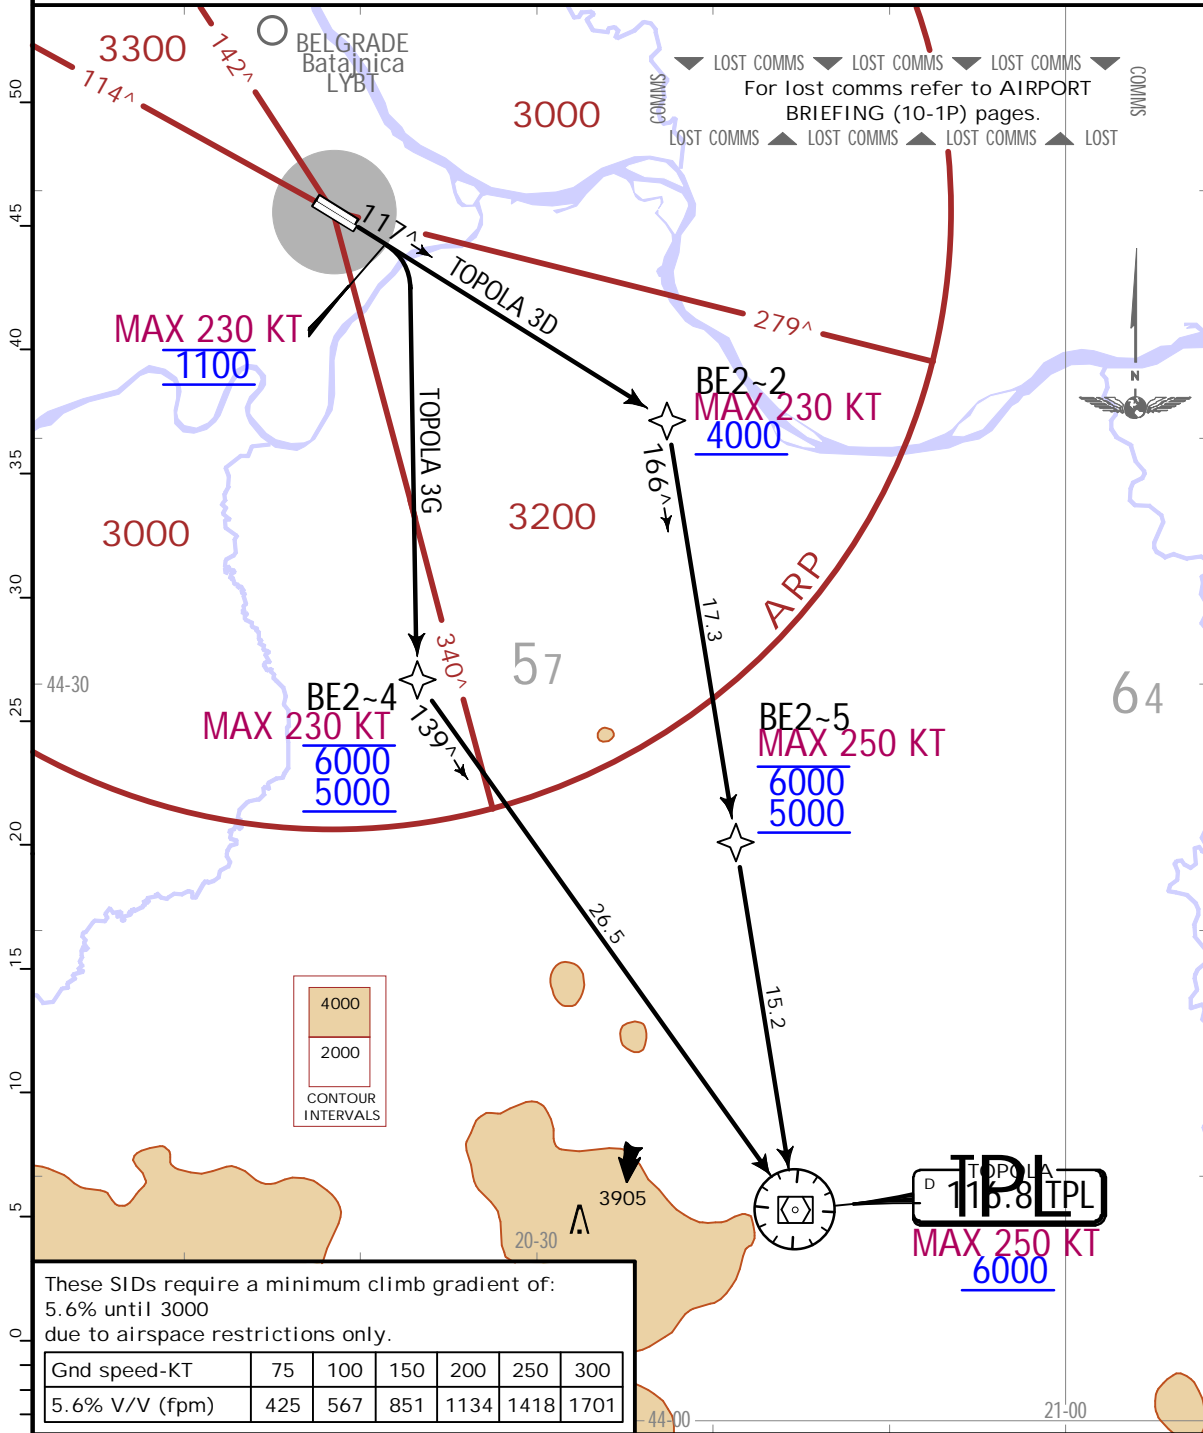 3300
142^
114^
BELGRADE
Batajnica
LYBT
3000
LOST COMMS LOST COMMS LOST COMMS
COMMS
For lost comms refer to AIRPORT
BRIEFING (10-1P) pages.
COMMS
LOST COMMS LOST COMMS LOST COMMS LOST
117^
TOPOLA 3D
279^
MAX 230 KT
1100
N
BE2~2
MAX 230 KT
4000
TOPOLA 3G
166^
3000
3200
ARP
17.3
340^
57
64
44-30
BE2~4
MAX 230 KT
6000
5000
139^
BE2~5
MAX 250 KT
6000
5000
26.5
15.2
4000
2000
CONTOUR
INTERVALS
3905
20-30
TOPOLA
D 116.8 TPL
TPL
MAX 250 KT
6000
50
45
40
35
30
25
20
15
10
5
0
These SIDs require a minimum climb gradient of:
5.6% until 3000
due to airspace restrictions only.
Gnd speed-KT 75 100 150 200 250 300
5.6% V/V (fpm) 425 567 851 1134 1418 1701
44-00
21-00